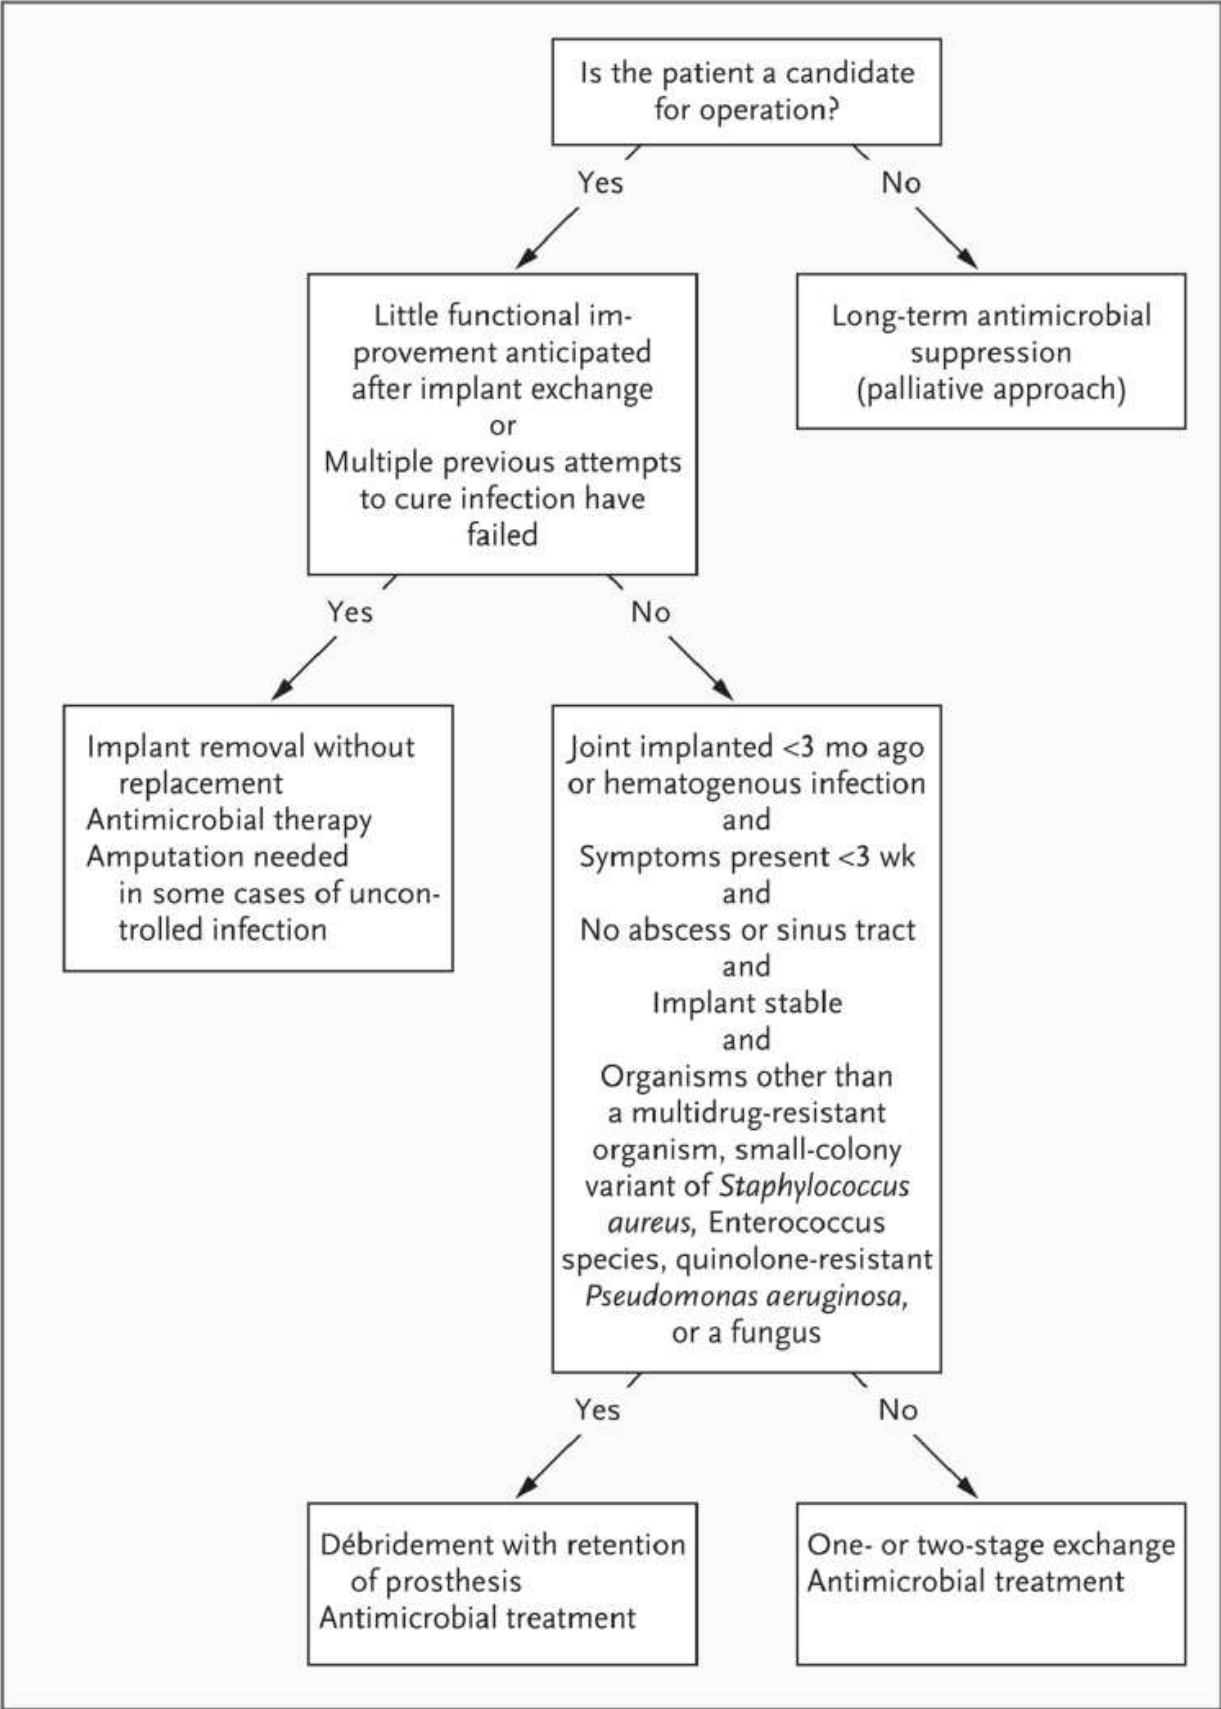 Is the patient a candidate
for operation?
Yes
No
Little functional im-
provement anticipated
after implant exchange
or
Multiple previous attempts
to cure infection have
failed
Long-term antimicrobial
suppression
(palliative approach)
Yes
No
Implant removal without
replacement
Antimicrobial therapy
Amputation needed
in some cases of uncon-
trolled infection
Joint implanted <3 mo ago
or hematogenous infection
and
Symptoms present <3 wk
and
No abscess or sinus tract
and
Implant stable
and
Organisms other than
a multidrug-resistant
organism, small-colony
variant of Staphylococcus
aureus, Enterococcus
species, quinolone-resistant
Pseudomonas aeruginosa,
or a fungus
Yes
No
Débridement with retention
of prosthesis
Antimicrobial treatment
One- or two-stage exchange
Antimicrobial treatment